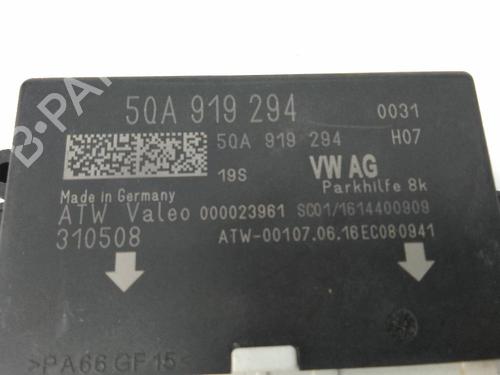 5QA 919 294 0031
5QA 919 294 H07
19S VW AG
Made in Germany Parkhilfe 8k
ATW Valeo 000023961 SC01/1614400909
310508 ATW-00107.06.16EC080941
>PA66 GF15<
B-PARTS